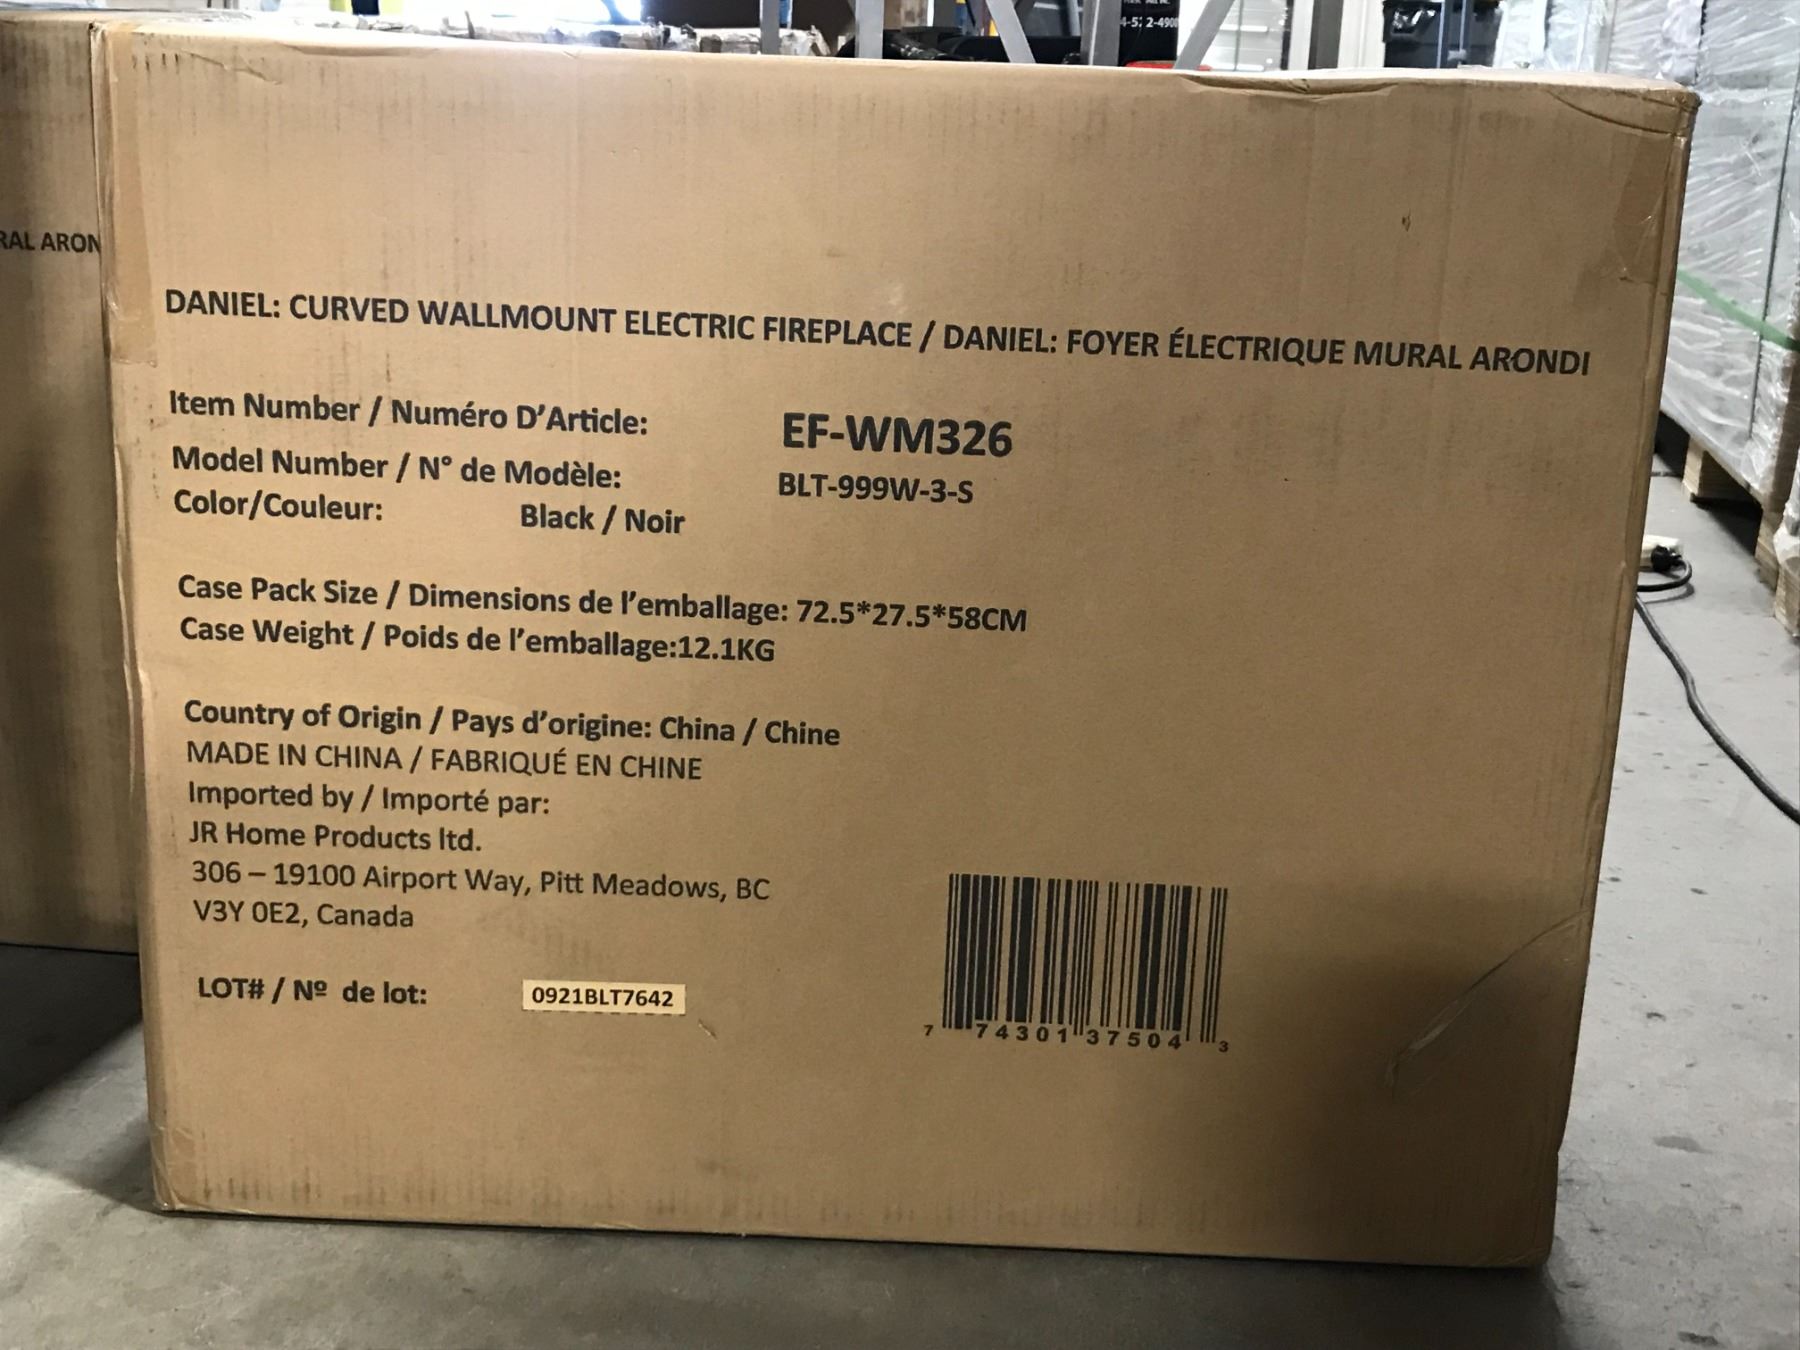 4-522-4900
RAL ARON
DANIEL: CURVED WALLMOUNT ELECTRIC FIREPLACE / DANIEL: FOYER ÉLECTRIQUE MURAL ARONDI
Item Number / Numéro D'Article: EF-WM326
Model Number / N° de Modèle: BLT-999W-3-S
Color/Couleur: Black / Noir
Case Pack Size / Dimensions de l'emballage: 72.5*27.5*58CM
Case Weight / Poids de l'emballage:12.1KG
Country of Origin / Pays d'origine: China / Chine
MADE IN CHINA / FABRIQUÉ EN CHINE
Imported by / Importé par:
JR Home Products ltd.
306 – 19100 Airport Way, Pitt Meadows, BC
V3Y 0E2, Canada
LOT# / Nº de lot: 0921BLT7642
7 74301 37504 3